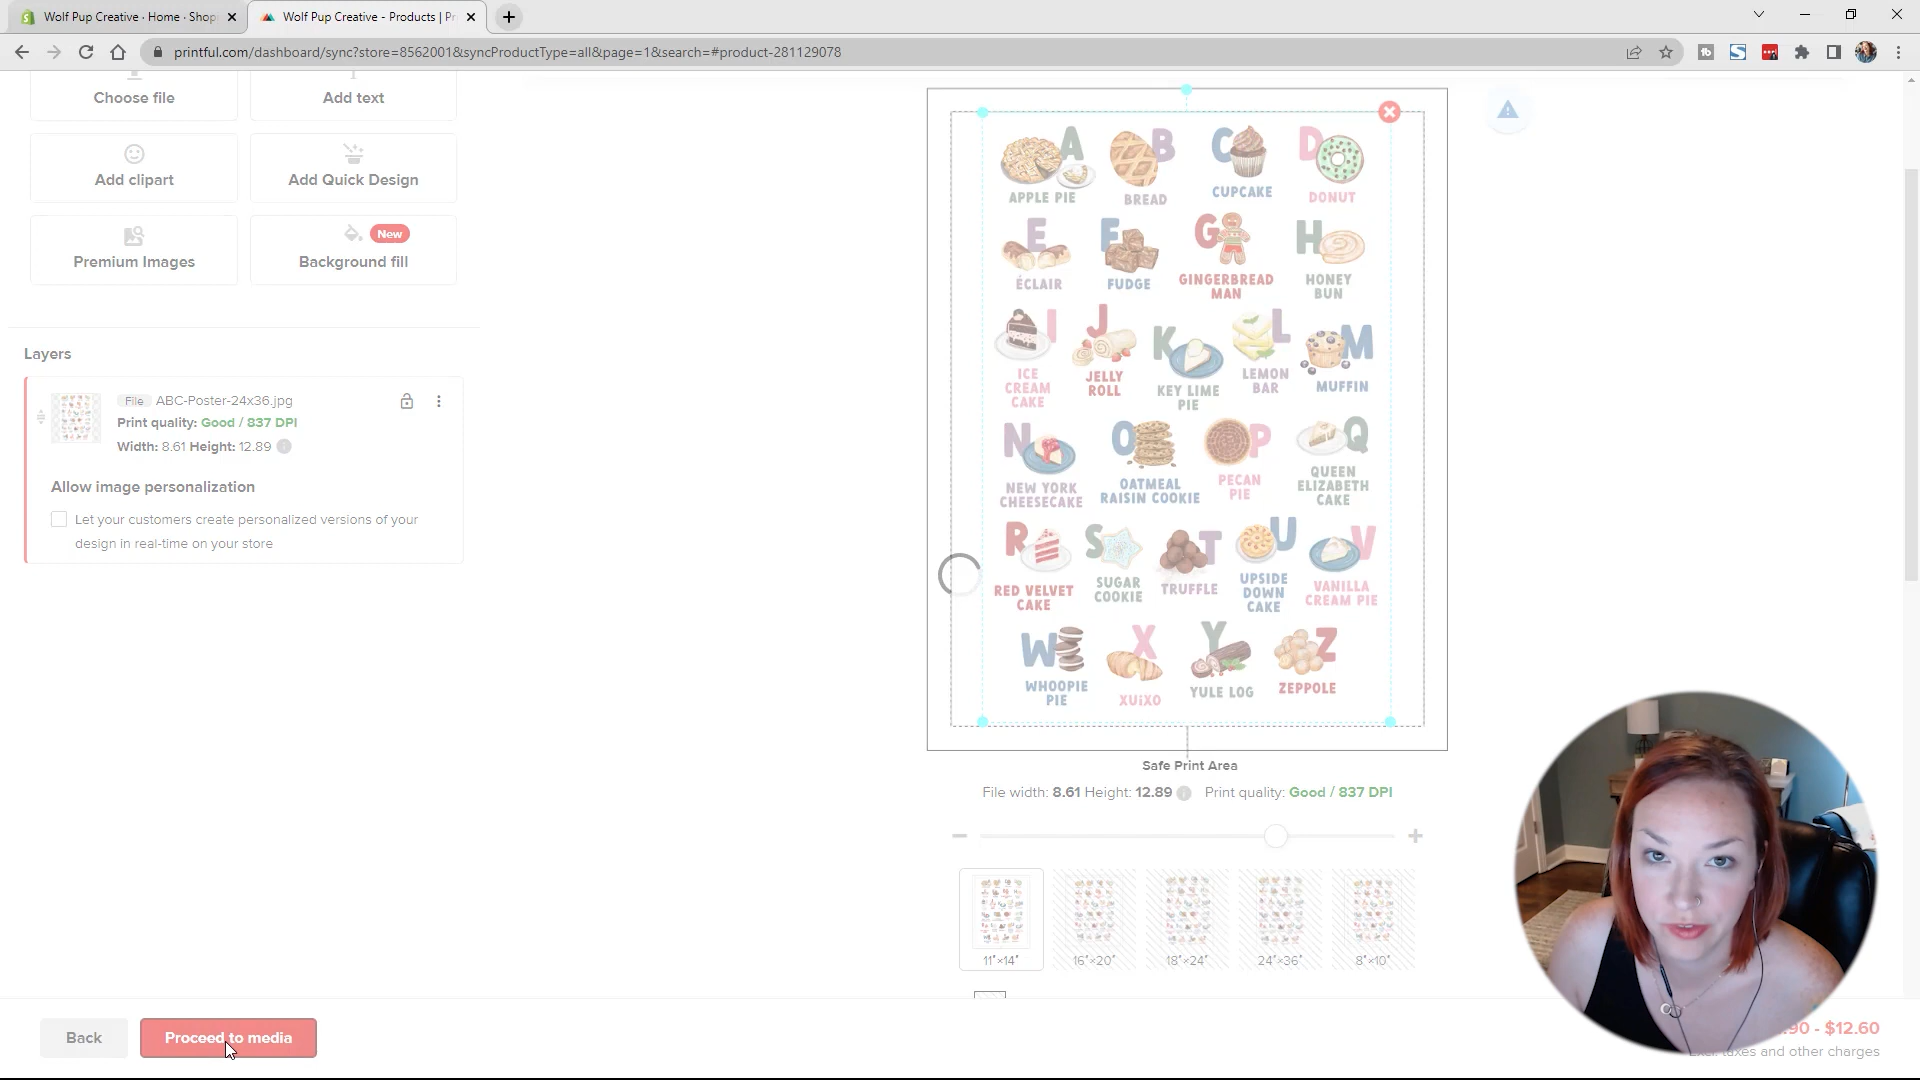 Wolf Pup Creative · Home · Shop
Wolf Pup Creative - Products | Pr
printful.com/dashboard/sync?store=8562001&syncProductType=all&page=1&search=#product-281129078
Choose file
Add text
Add clipart
Add Quick Design
Premium Images
New
Background fill
Layers
File ABC-Poster-24x36.jpg
Print quality: Good / 837 DPI
Width: 8.61 Height: 12.89
Allow image personalization
Let your customers create personalized versions of your
design in real-time on your store
A B C D
APPLE PIE BREAD CUPCAKE DONUT
E F G H
ÉCLAIR FUDGE GINGERBREAD
MAN HONEY
BUN
I J K L M
ICE
CREAM
CAKE
JELLY
ROLL
KEY LIME
PIE
LEMON
BAR
MUFFIN
N O P Q
NEW YORK
CHEESECAKE
OATMEAL
RAISIN COOKIE
PECAN
PIE
QUEEN
ELIZABETH
CAKE
R S T U V
RED VELVET
CAKE
SUGAR
COOKIE
TRUFFLE
UPSIDE
DOWN
CAKE
VANILLA
CREAM PIE
W X Y Z
WHOOPIE
PIE
XUiXO
YULE LOG
ZEPPOLE
Safe Print Area
File width: 8.61 Height: 12.89 Print quality: Good / 837 DPI
11″×14″ 16″×20″ 18″×24″ 24″×36″ 8″×10″
Back
Proceed to media
.90 - $12.60
Excl. taxes and other charges